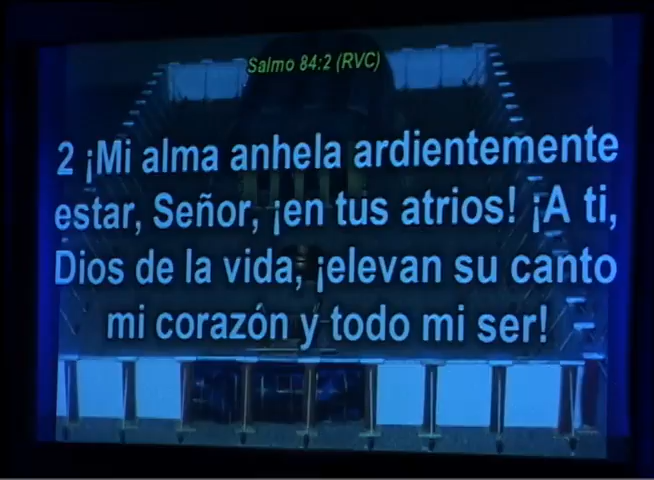 Salmo 84:2 (RVC)
2 ¡Mi alma anhela ardientemente
estar, Señor, ¡en tus atrios! ¡A ti,
Dios de la vida, ¡elevan su canto
mi corazón y todo mi ser!